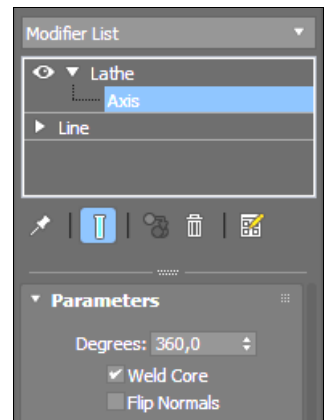 Modifier List
Lathe
Axis
Line
Parameters
Degrees: 360,0
Weld Core
Flip Normals